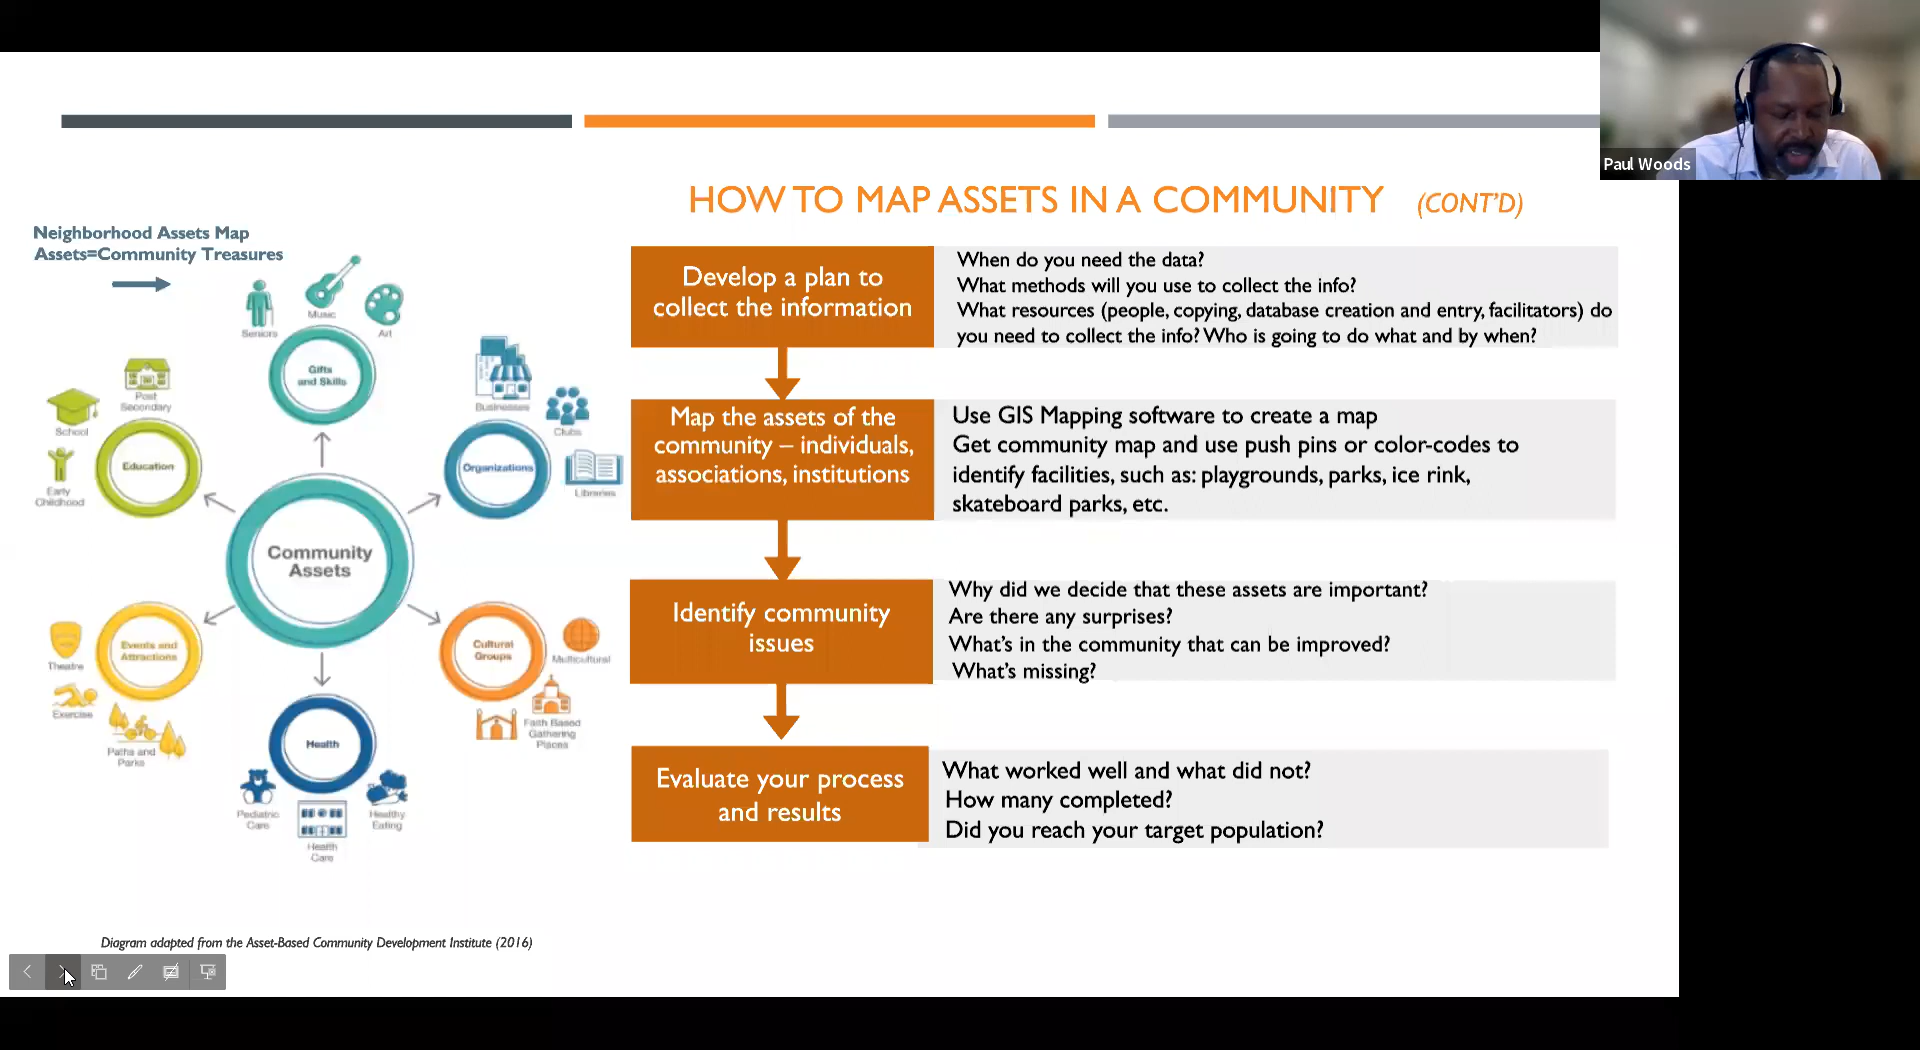 Paul Woods
HOW TO MAP ASSETS IN A COMMUNITY (CONT'D)
Neighborhood Assets Map
Assets=Community Treasures
Seniors
Music
Art
Gifts
and Skills
Post
Secondary
School
Early
Childhood
Education
Businesses
Clubs
Libraries
Organizations
Community
Assets
Events and
Attractions
Theatre
Exercise
Paths and
Parks
Cultural
Groups
Multicultural
Faith Based
Gathering
Places
Health
Pediatric
Care
Health
Care
Healthy
Eating
Develop a plan to
collect the information
When do you need the data?
What methods will you use to collect the info?
What resources (people, copying, database creation and entry, facilitators) do
you need to collect the info? Who is going to do what and by when?
Map the assets of the
community – individuals,
associations, institutions
Use GIS Mapping software to create a map
Get community map and use push pins or color-codes to
identify facilities, such as: playgrounds, parks, ice rink,
skateboard parks, etc.
Identify community
issues
Why did we decide that these assets are important?
Are there any surprises?
What's in the community that can be improved?
What's missing?
Evaluate your process
and results
What worked well and what did not?
How many completed?
Did you reach your target population?
Diagram adapted from the Asset-Based Community Development Institute (2016)